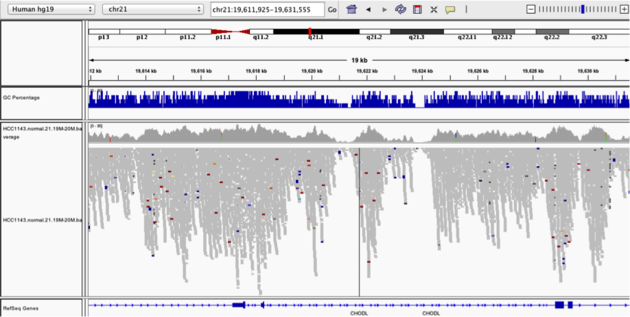 Human hg19 chr21 chr21:19,611,925-19,631,555 Go
p13 p12 p11.2 p11.1 q11.2 q21.1 q21.2 q21.3 q22.11 q22.12 q22.2 q22.3
19 kb
12 kb 19,614 kb 19,616 kb 19,618 kb 19,620 kb 19,622 kb 19,624 kb 19,626 kb 19,628 kb 19,630 kb
GC Percentage
HCC1143.normal.21.19M-20M.ba
verage
HCC1143.normal.21.19M-20M.ba
RefSeq Genes
CHODL CHODL